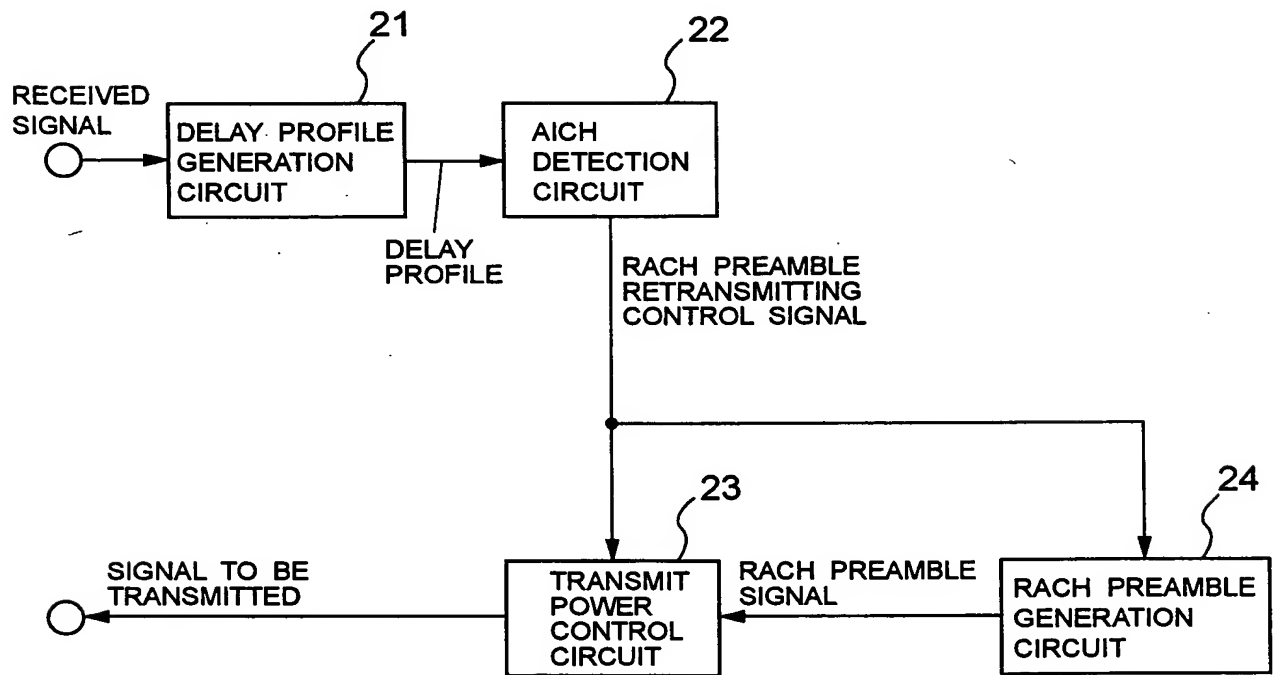 21
22
RECEIVED
SIGNAL
DELAY PROFILE
GENERATION
CIRCUIT
AICH
DETECTION
CIRCUIT
DELAY
PROFILE
RACH PREAMBLE
RETRANSMITTING
CONTROL SIGNAL
23
24
SIGNAL TO BE
TRANSMITTED
TRANSMIT
POWER
CONTROL
CIRCUIT
RACH PREAMBLE
SIGNAL
RACH PREAMBLE
GENERATION
CIRCUIT